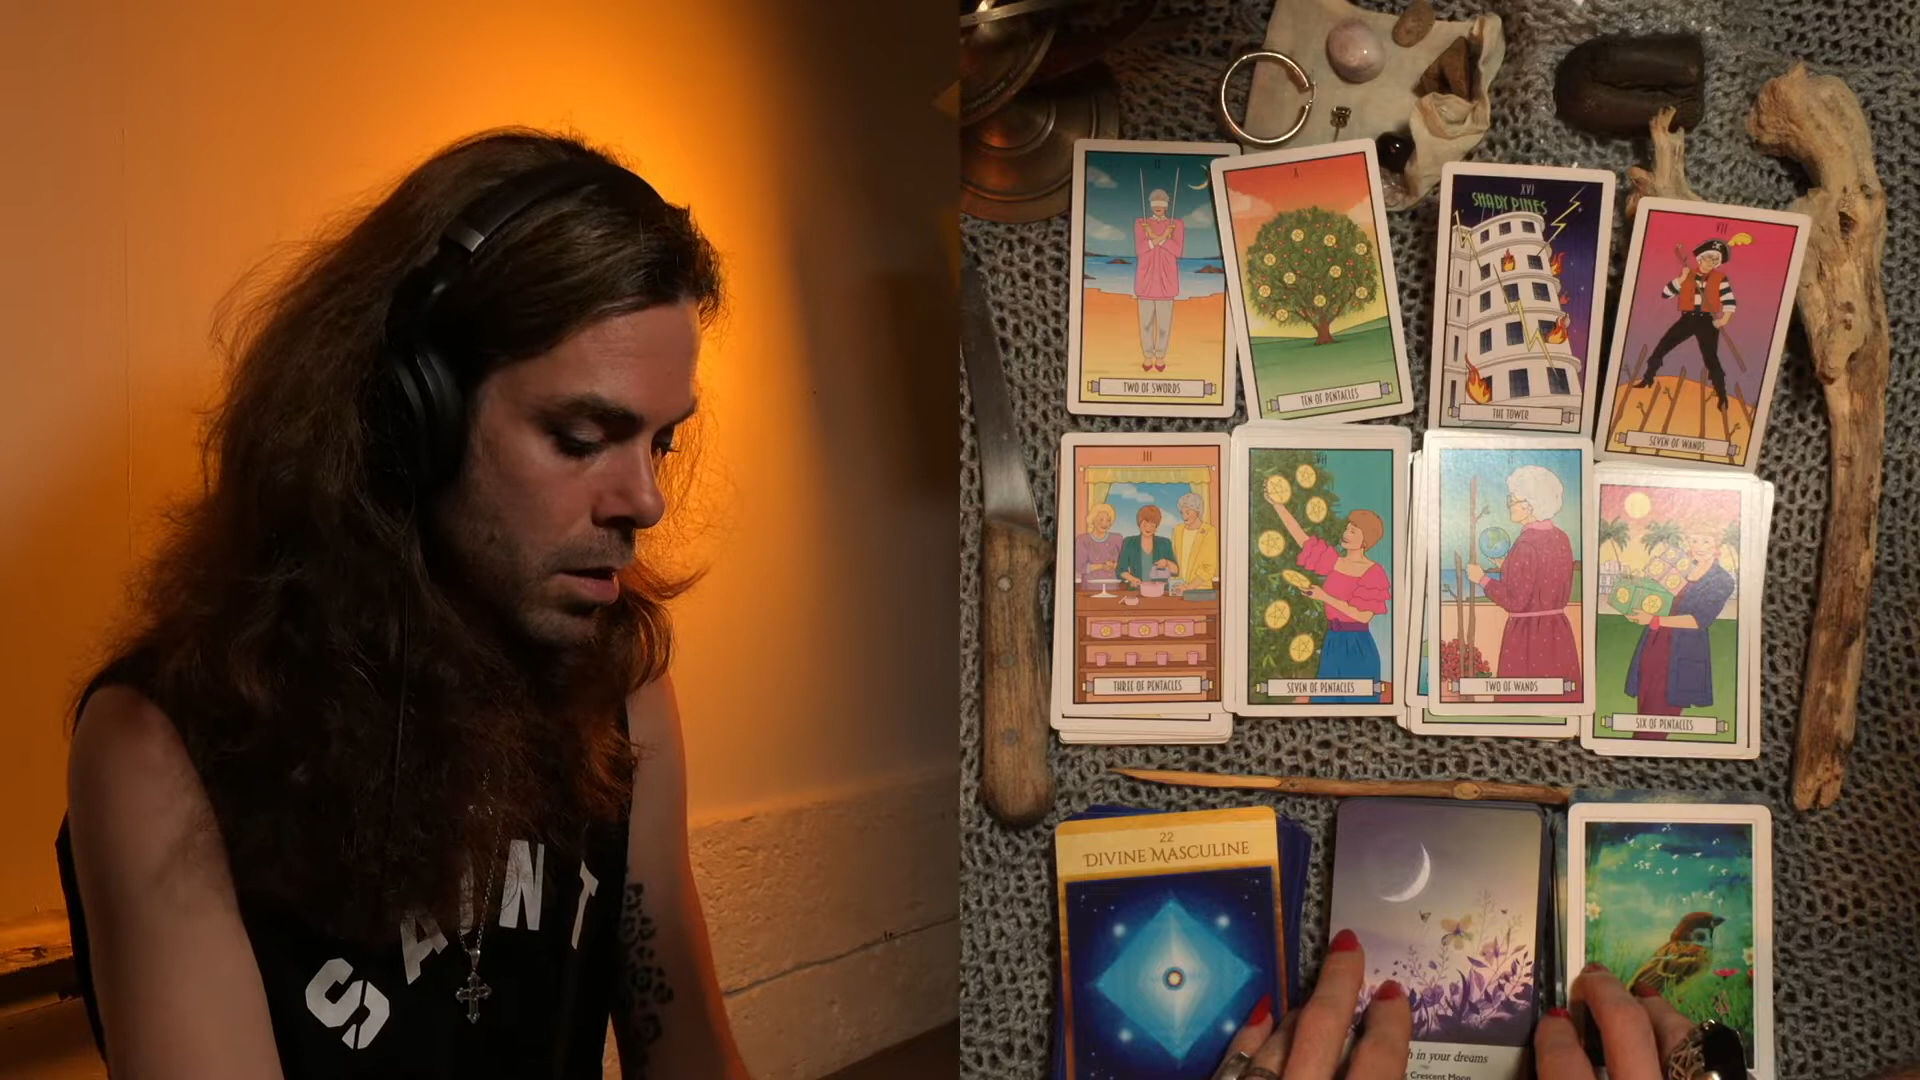 SAINT
II
TWO OF SWORDS
X
TEN OF PENTACLES
XVI
SHADY PINES
THE TOWER
VII
SEVEN OF WANDS
III
THREE OF PENTACLES
VII
SEVEN OF PENTACLES
TWO OF WANDS
SIX OF PENTACLES
22
DIVINE MASCULINE
in your dreams
Crescent Moon